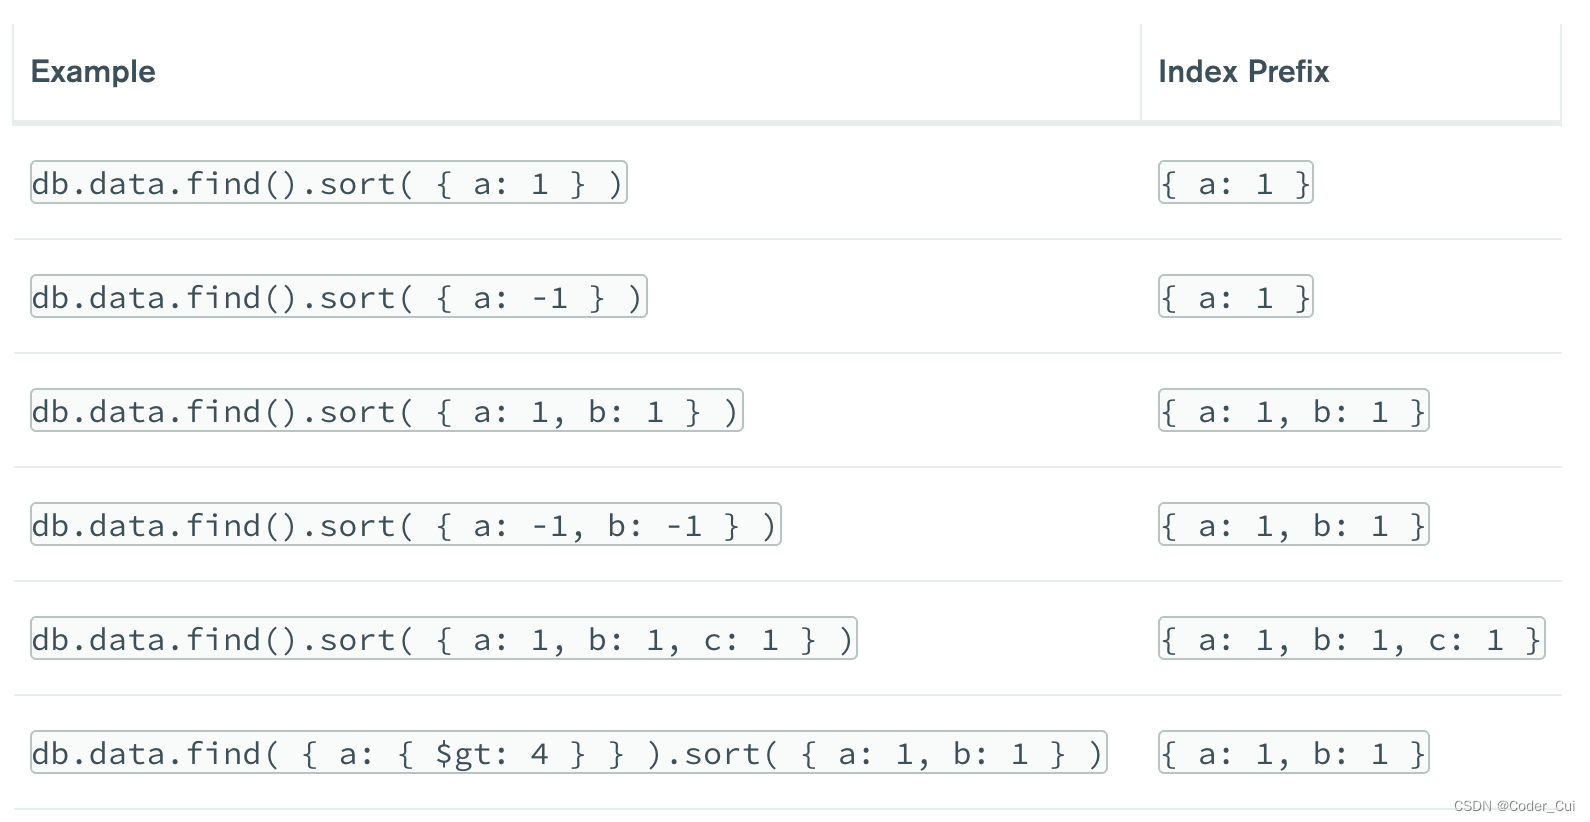 Example Index Prefix
db.data.find().sort( { a: 1 } ) { a: 1 }
db.data.find().sort( { a: -1 } ) { a: 1 }
db.data.find().sort( { a: 1, b: 1 } ) { a: 1, b: 1 }
db.data.find().sort( { a: -1, b: -1 } ) { a: 1, b: 1 }
db.data.find().sort( { a: 1, b: 1, c: 1 } ) { a: 1, b: 1, c: 1 }
db.data.find( { a: { $gt: 4 } } ).sort( { a: 1, b: 1 } ) { a: 1, b: 1 }
CSDN @Coder_Cui